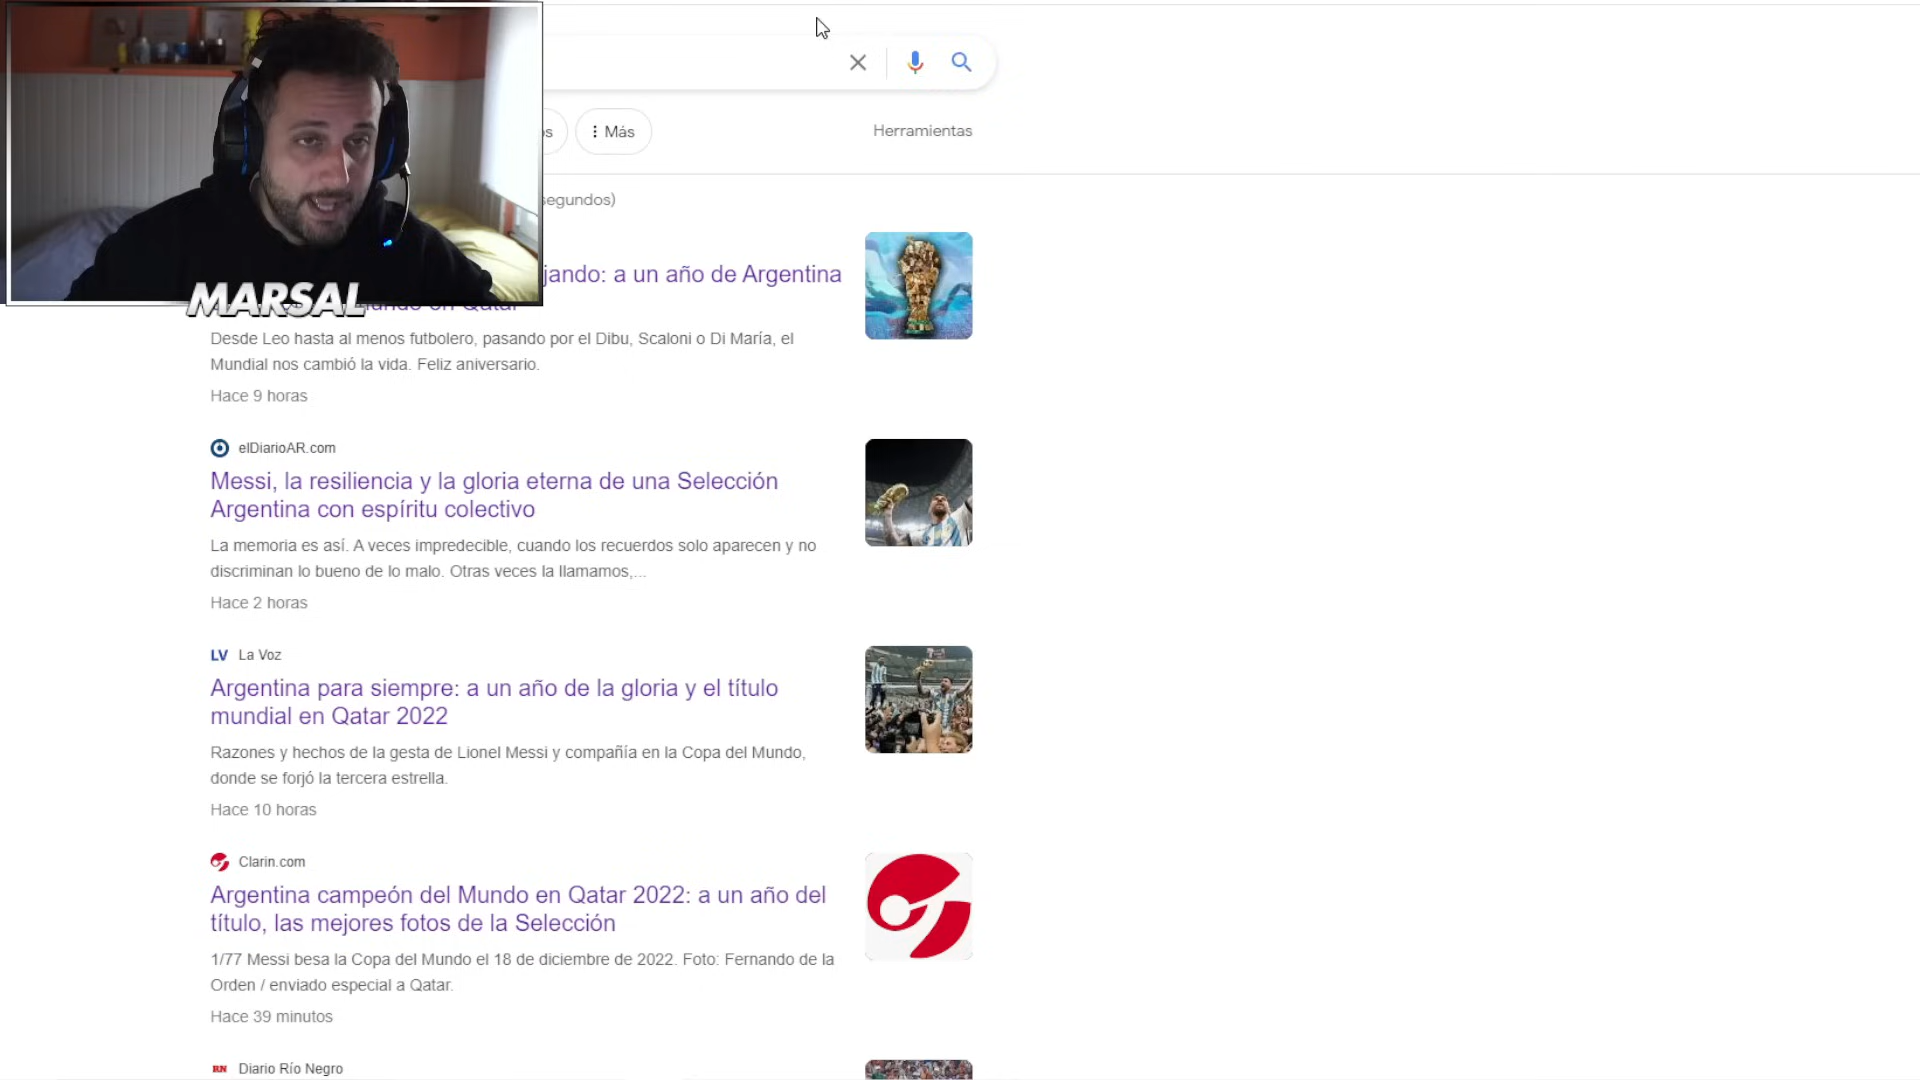 os
Más
Herramientas
segundos)
jando: a un año de Argentina
MARSAL
mundo en Qatar
Desde Leo hasta al menos futbolero, pasando por el Dibu, Scaloni o Di María, el
Mundial nos cambió la vida. Feliz aniversario.
Hace 9 horas
elDiarioAR.com
Messi, la resiliencia y la gloria eterna de una Selección
Argentina con espíritu colectivo
La memoria es así. A veces impredecible, cuando los recuerdos solo aparecen y no
discriminan lo bueno de lo malo. Otras veces la llamamos,...
Hace 2 horas
LV La Voz
Argentina para siempre: a un año de la gloria y el título
mundial en Qatar 2022
Razones y hechos de la gesta de Lionel Messi y compañía en la Copa del Mundo,
donde se forjó la tercera estrella.
Hace 10 horas
Clarin.com
Argentina campeón del Mundo en Qatar 2022: a un año del
título, las mejores fotos de la Selección
1/77 Messi besa la Copa del Mundo el 18 de diciembre de 2022. Foto: Fernando de la
Orden / enviado especial a Qatar.
Hace 39 minutos
RN Diario Río Negro